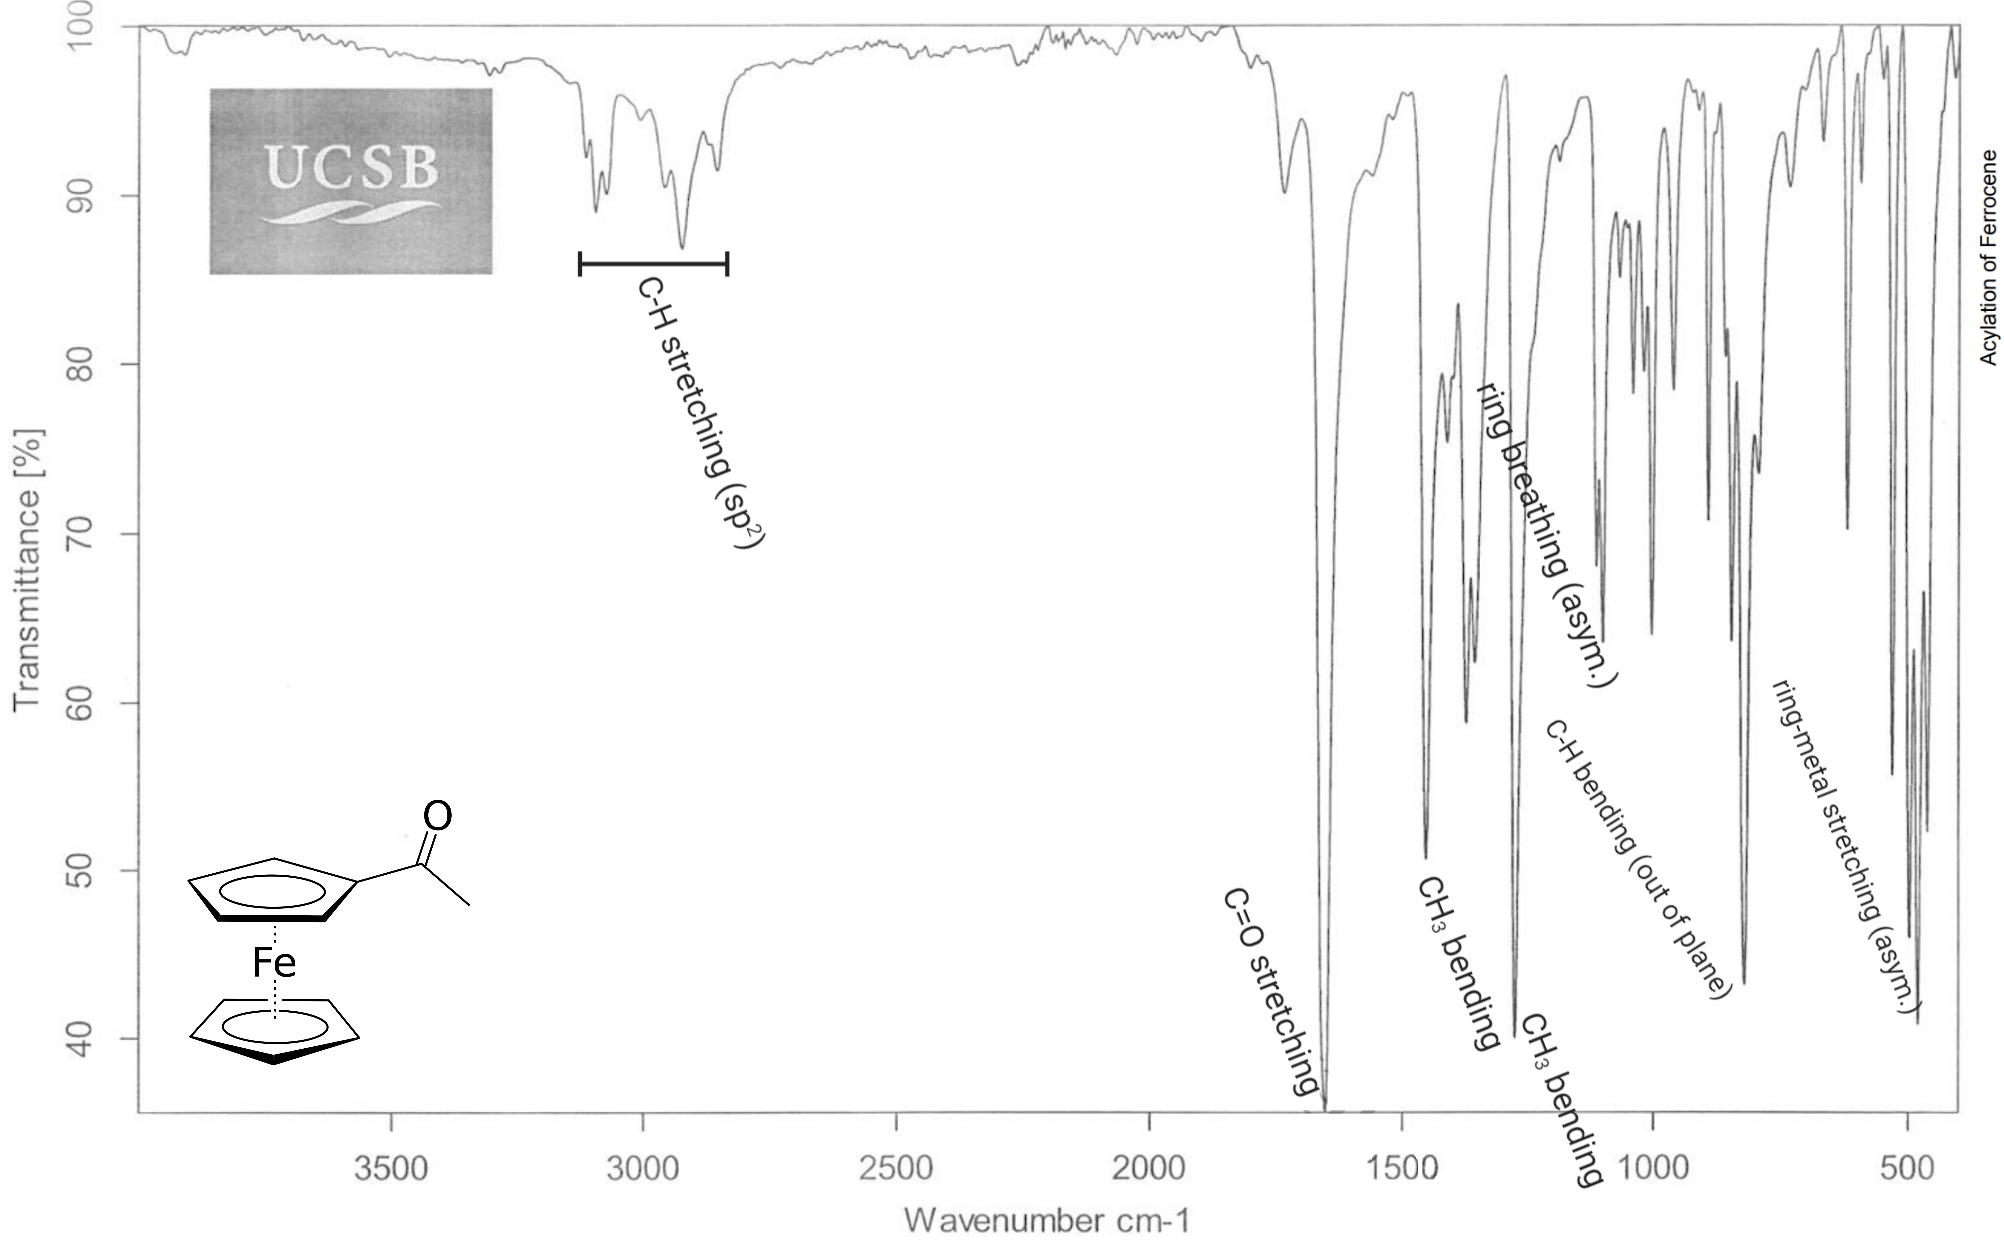 100
90
80
70
60
50
40
Transmittance [%]
UCSB
C-H stretching (sp²)
ring breathing (asym.)
C-H bending (out of plane)
ring-metal stretching (asym.)
C=O stretching
CH₃ bending
CH₃ bending
O
Fe
3500
3000
2500
2000
1500
1000
500
Wavenumber cm-1
Acylation of Ferrocene